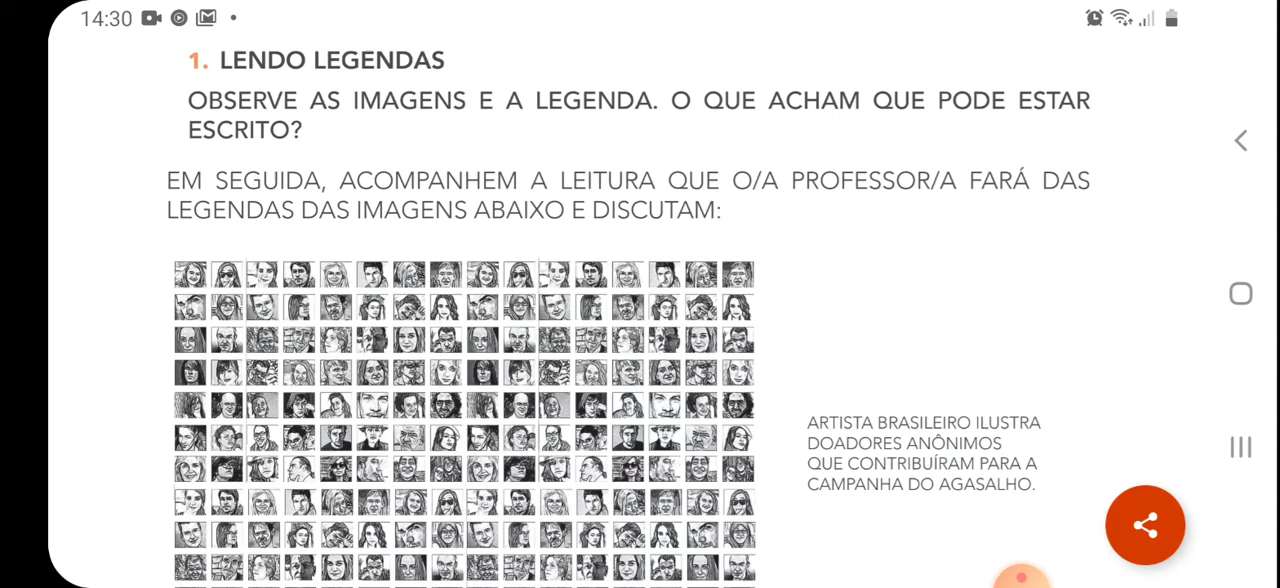 14:30
1. LENDO LEGENDAS
OBSERVE AS IMAGENS E A LEGENDA. O QUE ACHAM QUE PODE ESTAR
ESCRITO?
EM SEGUIDA, ACOMPANHEM A LEITURA QUE O/A PROFESSOR/A FARÁ DAS
LEGENDAS DAS IMAGENS ABAIXO E DISCUTAM:
ARTISTA BRASILEIRO ILUSTRA
DOADORES ANÔNIMOS
QUE CONTRIBUÍRAM PARA A
CAMPANHA DO AGASALHO.